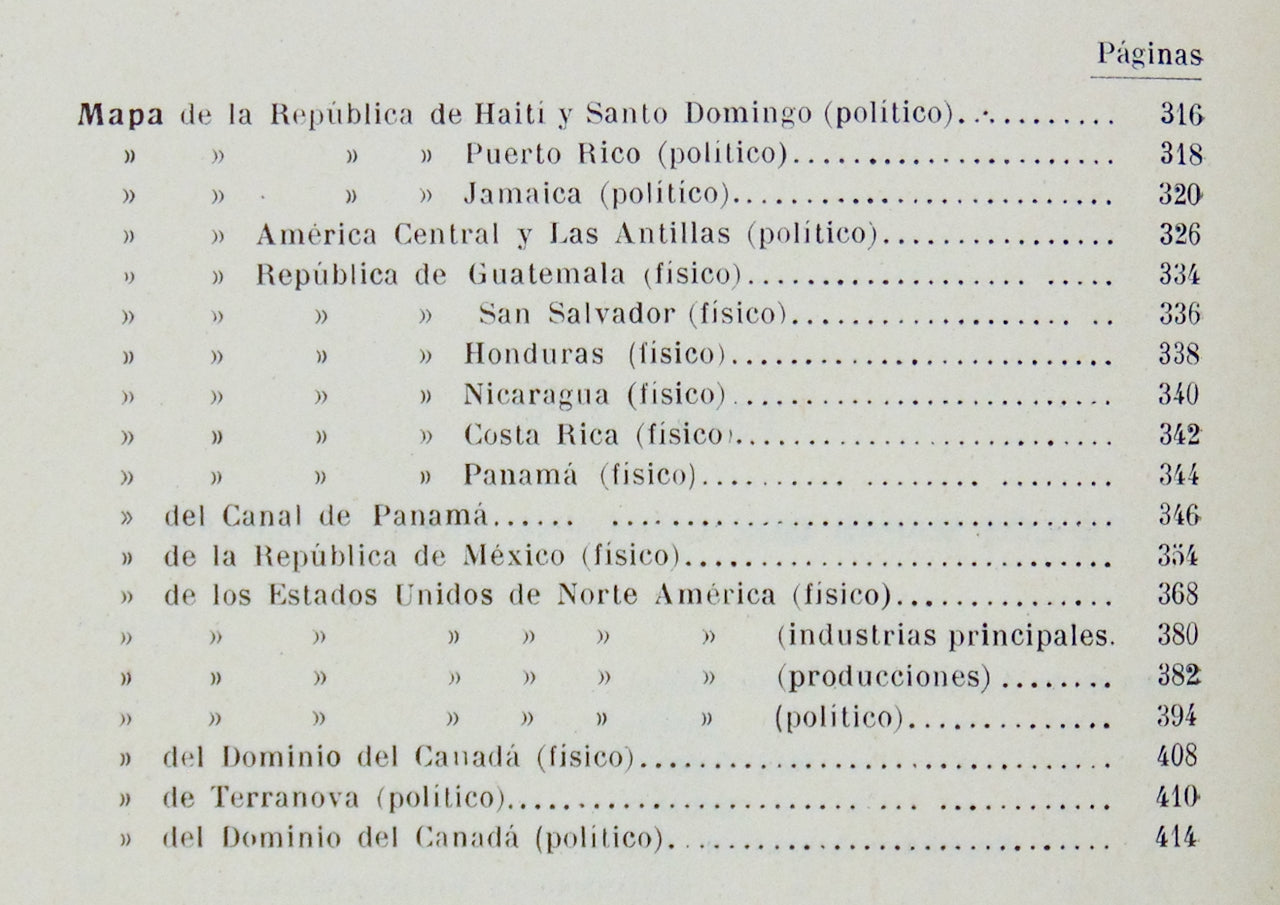 Páginas
Mapa de la República de Haití y Santo Domingo (político)........... 316
» » » » Puerto Rico (político)...................... 318
» » » » Jamaica (político).......................... 320
» » América Central y Las Antillas (político)................ 326
» » República de Guatemala (físico)..................... ..... 334
» » » » San Salvador (físico)................... .. 336
» » » » Honduras (físico).......................... 338
» » » » Nicaragua (físico).......................... 340
» » » » Costa Rica (físico).......................... 342
» » » » Panamá (físico).......... ......... ........ 344
» del Canal de Panamá...... .................................. 346
» de la República de México (físico)............................. 354
» de los Estados Unidos de Norte América (físico)............... 368
» » » » » » » (industrias principales. 380
» » » » » » » (producciones) ........ 382
» » » » » » » (político).............. 394
» del Dominio del Canadá (físico)................................ 408
» de Terranova (político)........................ ... ............ 410
» del Dominio del Canadá (político).............................. 414